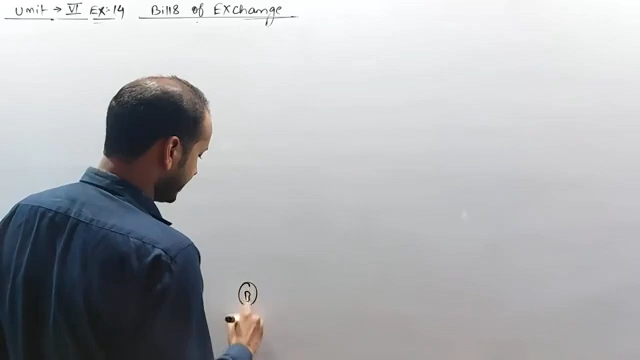 Unit → VI Ex:-14 Bills of Exchange
B